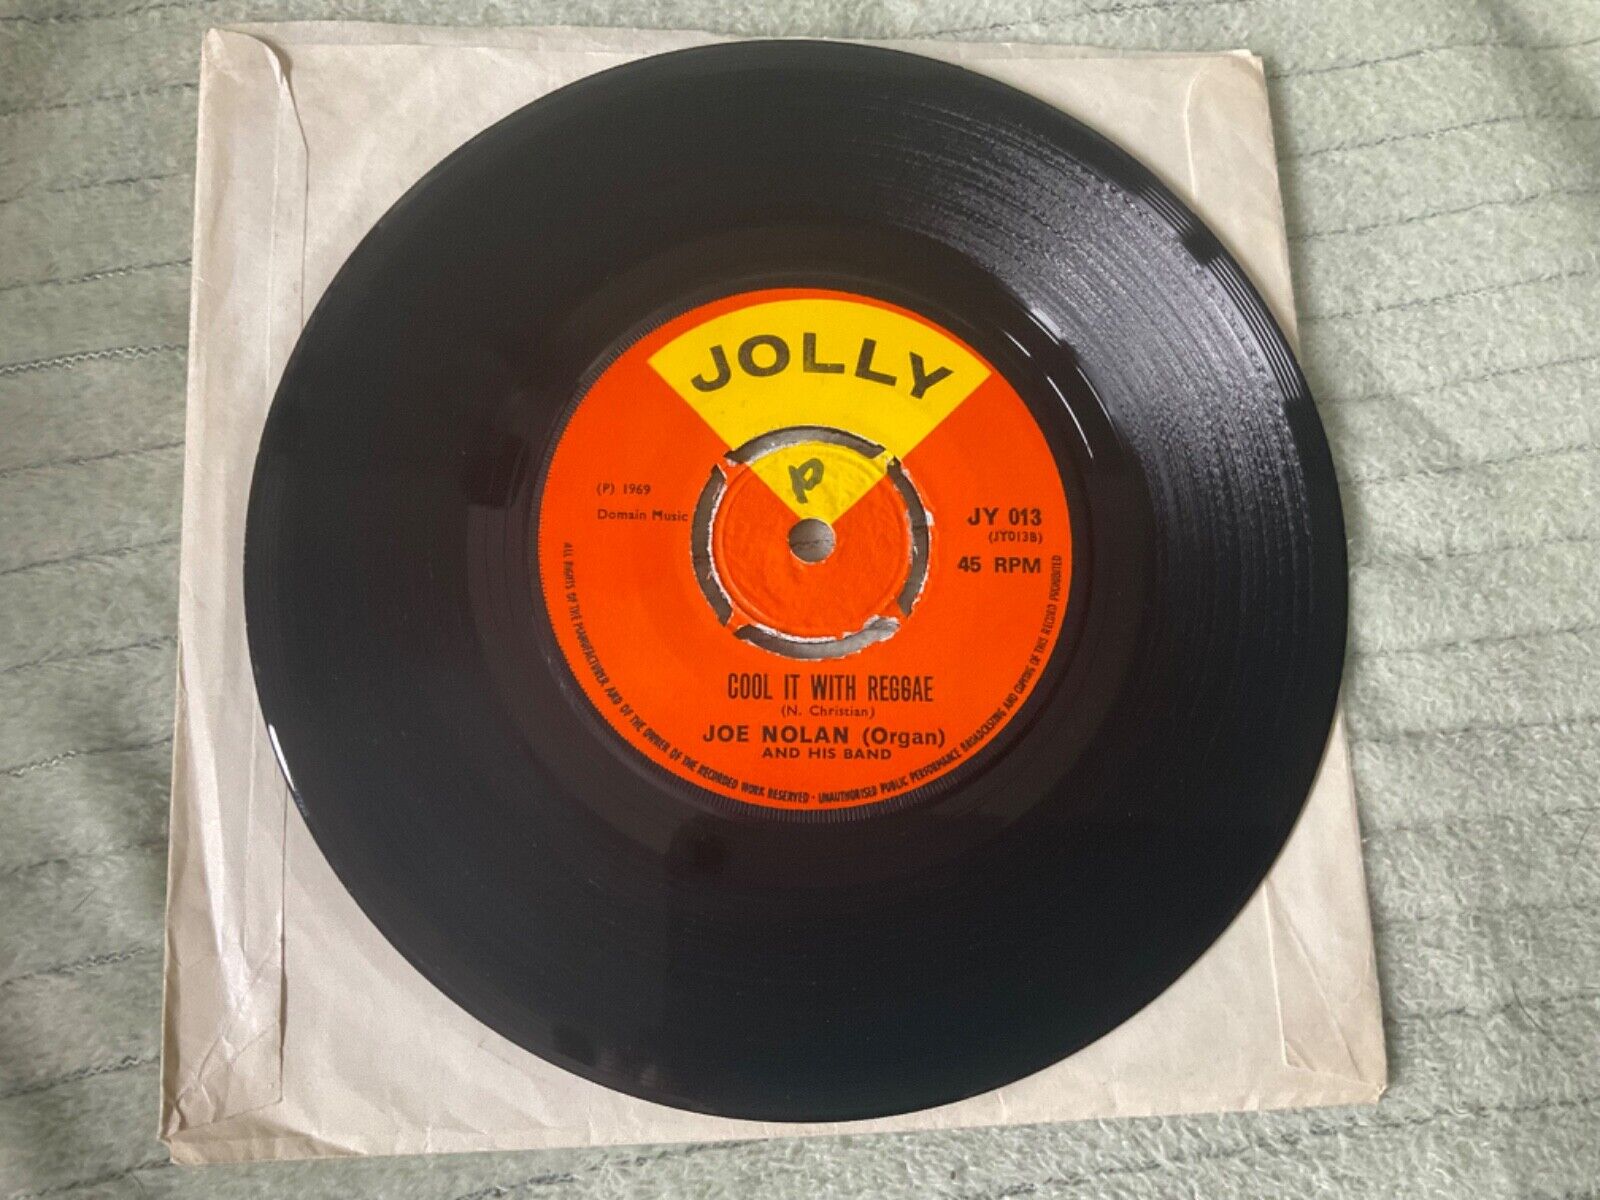 JOLLY
P
(P) 1969
Domain Music
JY 013
(JY013B)
45 RPM
COOL IT WITH REGGAE
(N. Christian)
JOE NOLAN (Organ)
AND HIS BAND
ALL RIGHTS OF THE MANUFACTURER AND OF THE OWNER OF THE RECORDED WORK RESERVED · UNAUTHORISED PUBLIC PERFORMANCE BROADCASTING AND COPYING OF THIS RECORD PROHIBITED